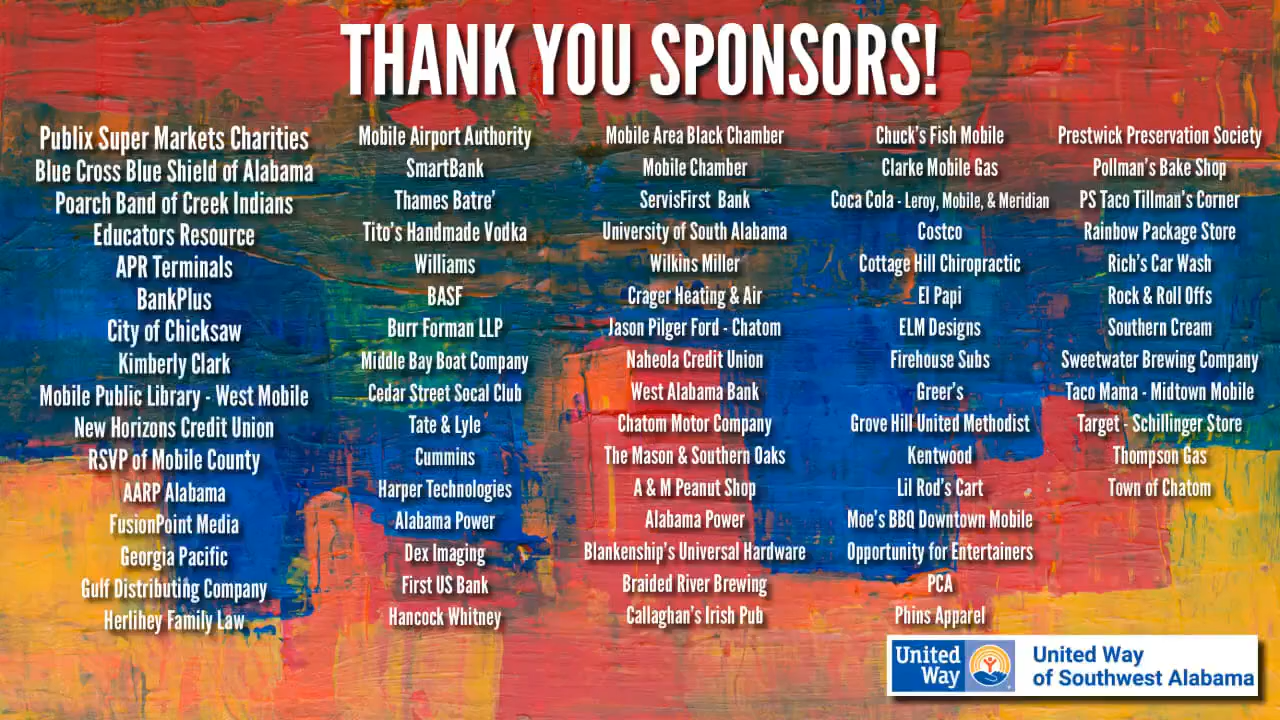 THANK YOU SPONSORS!
Publix Super Markets Charities
Blue Cross Blue Shield of Alabama
Poarch Band of Creek Indians
Educators Resource
APR Terminals
BankPlus
City of Chicksaw
Kimberly Clark
Mobile Public Library - West Mobile
New Horizons Credit Union
RSVP of Mobile County
AARP Alabama
FusionPoint Media
Georgia Pacific
Gulf Distributing Company
Herlihey Family Law
Mobile Airport Authority
SmartBank
Thames Batre'
Tito's Handmade Vodka
Williams
BASF
Burr Forman LLP
Middle Bay Boat Company
Cedar Street Socal Club
Tate & Lyle
Cummins
Harper Technologies
Alabama Power
Dex Imaging
First US Bank
Hancock Whitney
Mobile Area Black Chamber
Mobile Chamber
ServisFirst Bank
University of South Alabama
Wilkins Miller
Crager Heating & Air
Jason Pilger Ford - Chatom
Naheola Credit Union
West Alabama Bank
Chatom Motor Company
The Mason & Southern Oaks
A & M Peanut Shop
Alabama Power
Blankenship's Universal Hardware
Braided River Brewing
Callaghan's Irish Pub
Chuck's Fish Mobile
Clarke Mobile Gas
Coca Cola - Leroy, Mobile, & Meridian
Costco
Cottage Hill Chiropractic
El Papi
ELM Designs
Firehouse Subs
Greer's
Grove Hill United Methodist
Kentwood
Lil Rod's Cart
Moe's BBQ Downtown Mobile
Opportunity for Entertainers
PCA
Phins Apparel
Prestwick Preservation Society
Pollman's Bake Shop
PS Taco Tillman's Corner
Rainbow Package Store
Rich's Car Wash
Rock & Roll Offs
Southern Cream
Sweetwater Brewing Company
Taco Mama - Midtown Mobile
Target - Schillinger Store
Thompson Gas
Town of Chatom
United
Way
United Way
of Southwest Alabama